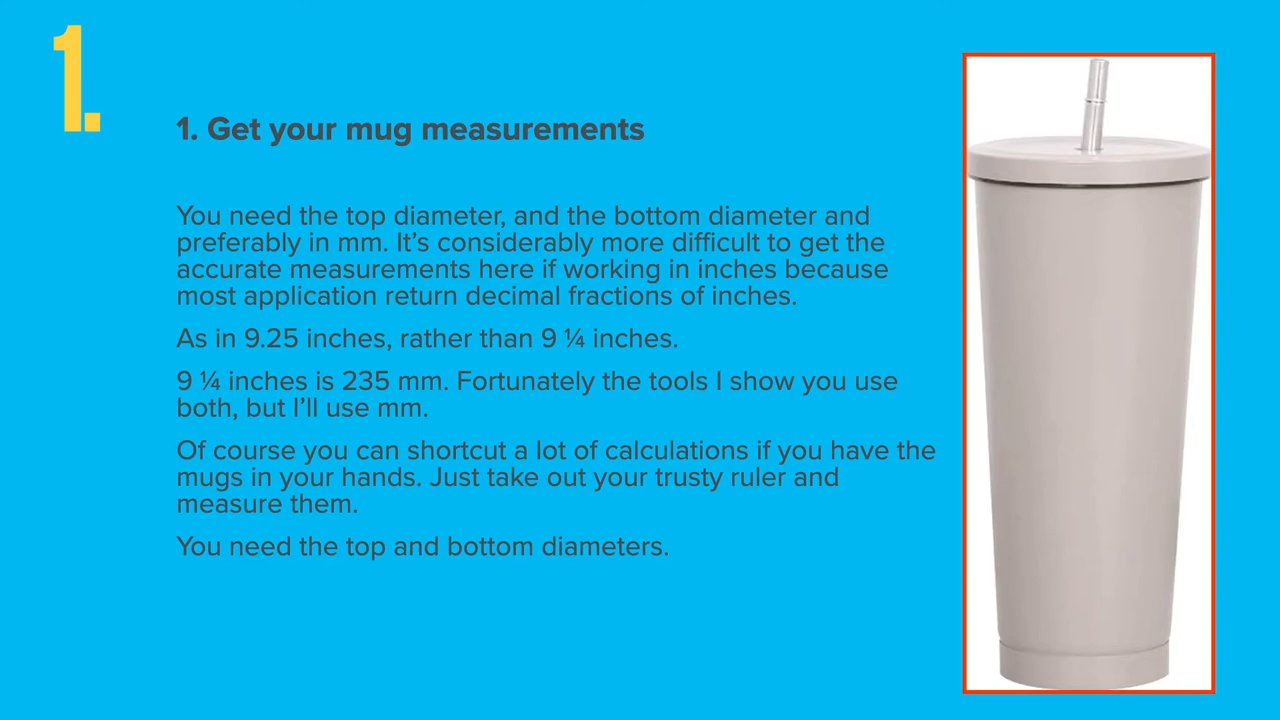 1.
1. Get your mug measurements
You need the top diameter, and the bottom diameter and
preferably in mm. It’s considerably more difficult to get the
accurate measurements here if working in inches because
most application return decimal fractions of inches.
As in 9.25 inches, rather than 9 ¼ inches.
9 ¼ inches is 235 mm. Fortunately the tools I show you use
both, but I’ll use mm.
Of course you can shortcut a lot of calculations if you have the
mugs in your hands. Just take out your trusty ruler and
measure them.
You need the top and bottom diameters.